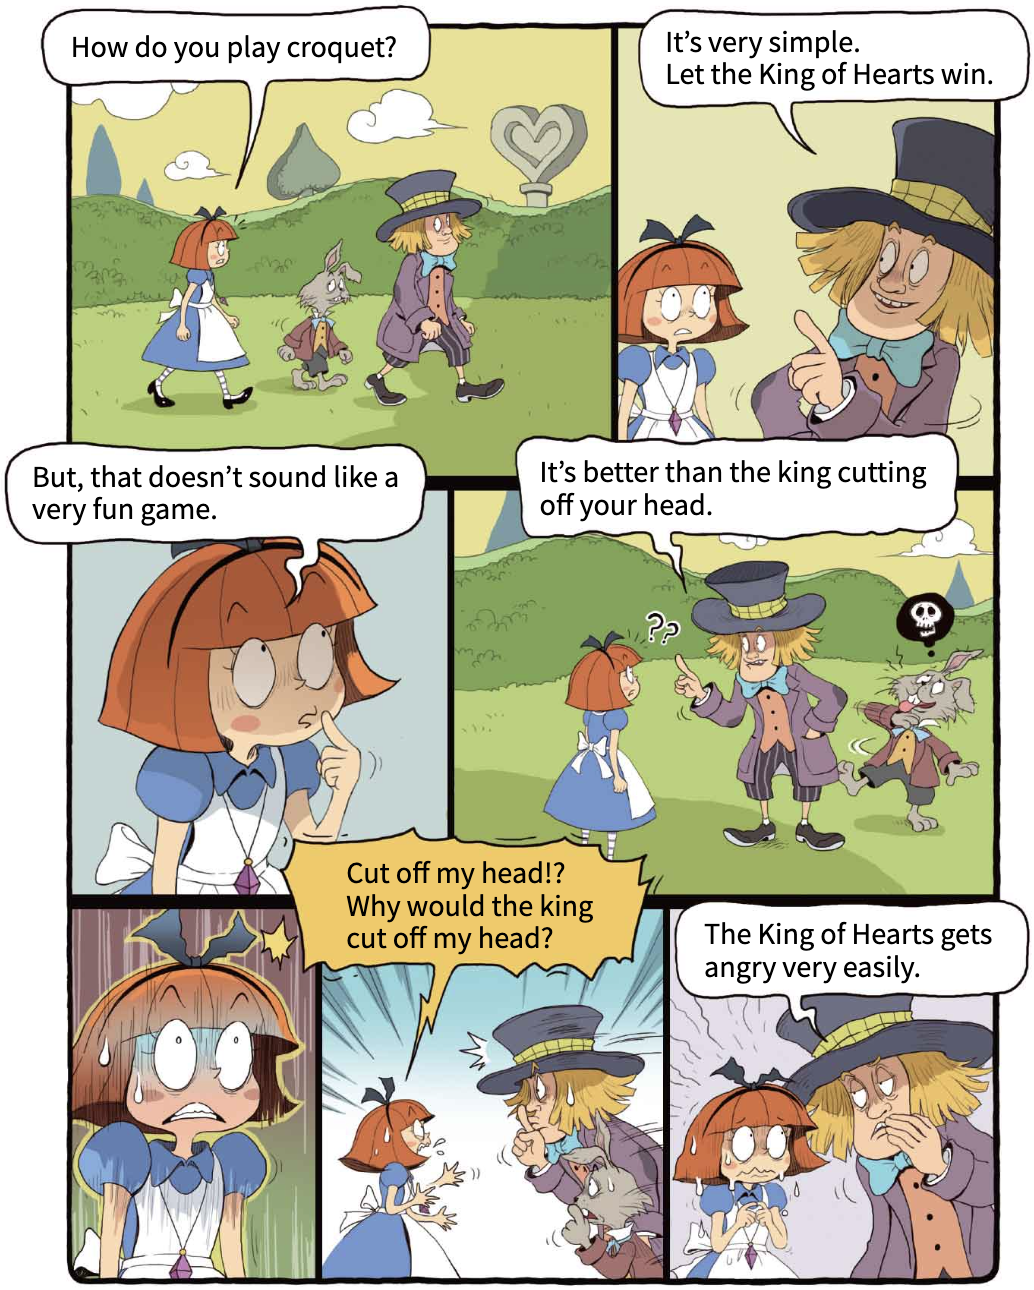 How do you play croquet?
It's very simple.
Let the King of Hearts win.
But, that doesn't sound like a
very fun game.
It's better than the king cutting
off your head.
??
Cut off my head!?
Why would the king
cut off my head?
The King of Hearts gets
angry very easily.